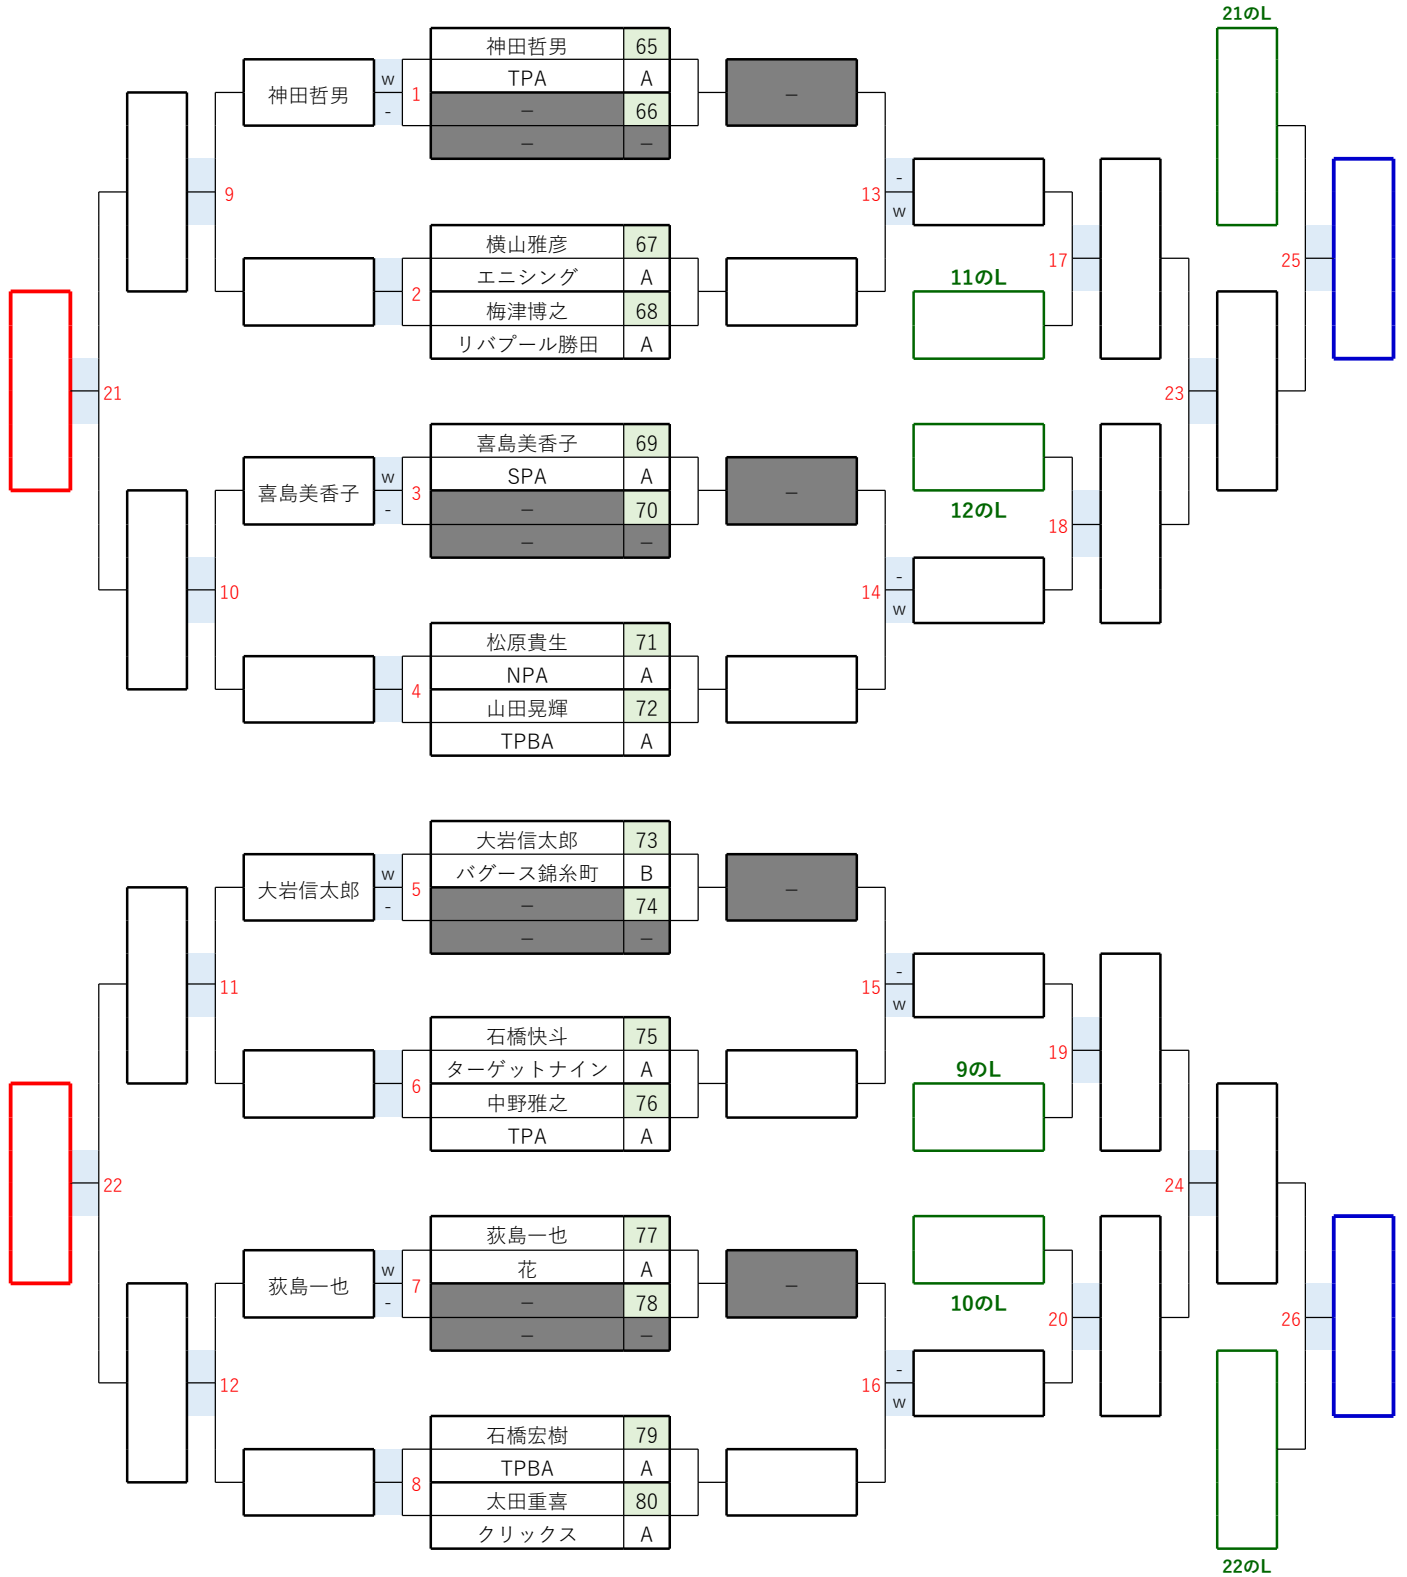 21のL
神田哲男 65
神田哲男 w 1 TPA A –
- – 66
– –
9
13 - w
横山雅彦 67
2 エニシング A
梅津博之 68
リバプール勝田 A
17
25
11のL
21
23
喜島美香子 69
喜島美香子 w 3 SPA A –
- – 70
– –
12のL
18
10
14 - w
松原貴生 71
4 NPA A
山田晃輝 72
TPBA A
大岩信太郎 73
大岩信太郎 w 5 バグース錦糸町 B –
- – 74
– –
11
15 - w
石橋快斗 75
6 ターゲットナイン A
中野雅之 76
TPA A
19
9のL
22
24
荻島一也 77
荻島一也 w 7 花 A –
- – 78
– –
10のL
20
26
12
16 - w
石橋宏樹 79
8 TPBA A
太田重喜 80
クリックス A
22のL